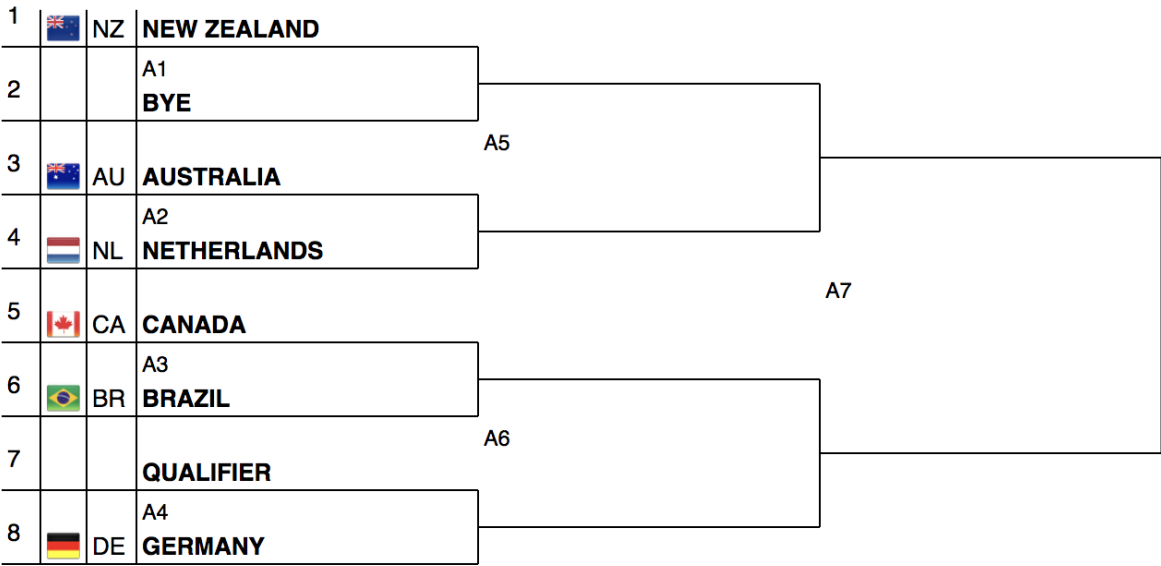 1 NZ NEW ZEALAND
A1
2 BYE
A5
3 AU AUSTRALIA
A2
4 NL NETHERLANDS
A7
5 CA CANADA
A3
6 BR BRAZIL
A6
7 QUALIFIER
A4
8 DE GERMANY